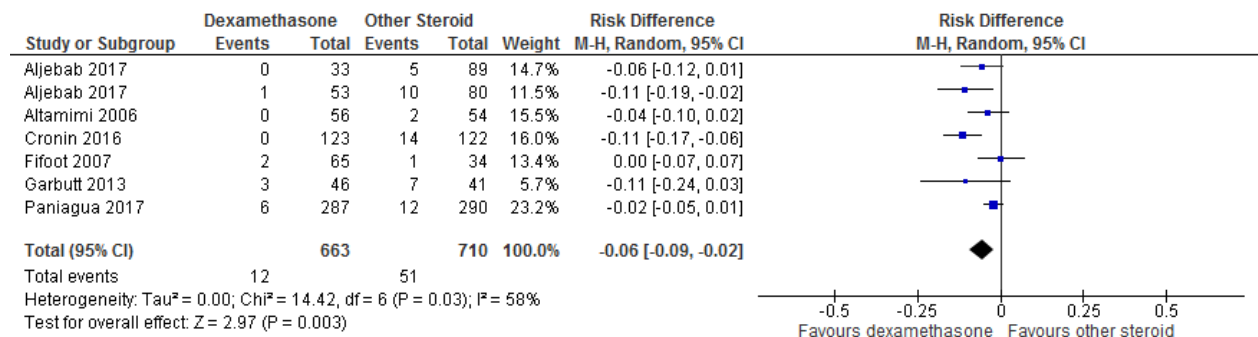 Dexamethasone Other Steroid Risk Difference Risk Difference
Study or Subgroup Events Total Events Total Weight M-H, Random, 95% CI M-H, Random, 95% CI
Aljebab 2017 0 33 5 89 14.7% -0.06 [-0.12, 0.01]
Aljebab 2017 1 53 10 80 11.5% -0.11 [-0.19, -0.02]
Altamimi 2006 0 56 2 54 15.5% -0.04 [-0.10, 0.02]
Cronin 2016 0 123 14 122 16.0% -0.11 [-0.17, -0.06]
Fifoot 2007 2 65 1 34 13.4% 0.00 [-0.07, 0.07]
Garbutt 2013 3 46 7 41 5.7% -0.11 [-0.24, 0.03]
Paniagua 2017 6 287 12 290 23.2% -0.02 [-0.05, 0.01]
Total (95% CI) 663 710 100.0% -0.06 [-0.09, -0.02]
Total events 12 51
Heterogeneity: Tau² = 0.00; Chi² = 14.42, df = 6 (P = 0.03); I² = 58%
Test for overall effect: Z = 2.97 (P = 0.003)
-0.5 -0.25 0 0.25 0.5
Favours dexamethasone Favours other steroid